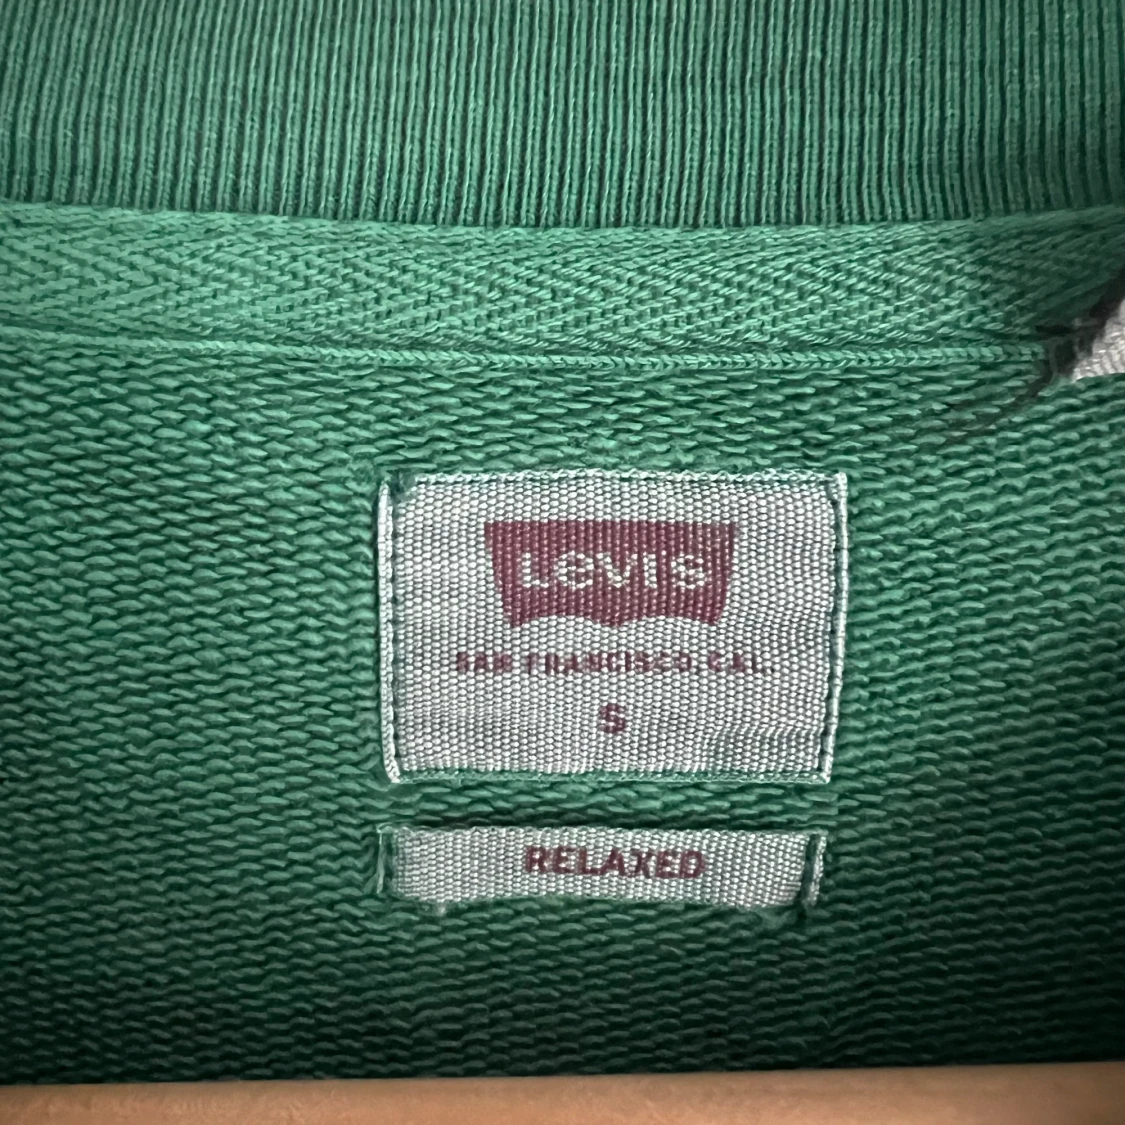 Levi's
SAN FRANCISCO, CAL.
S
RELAXED